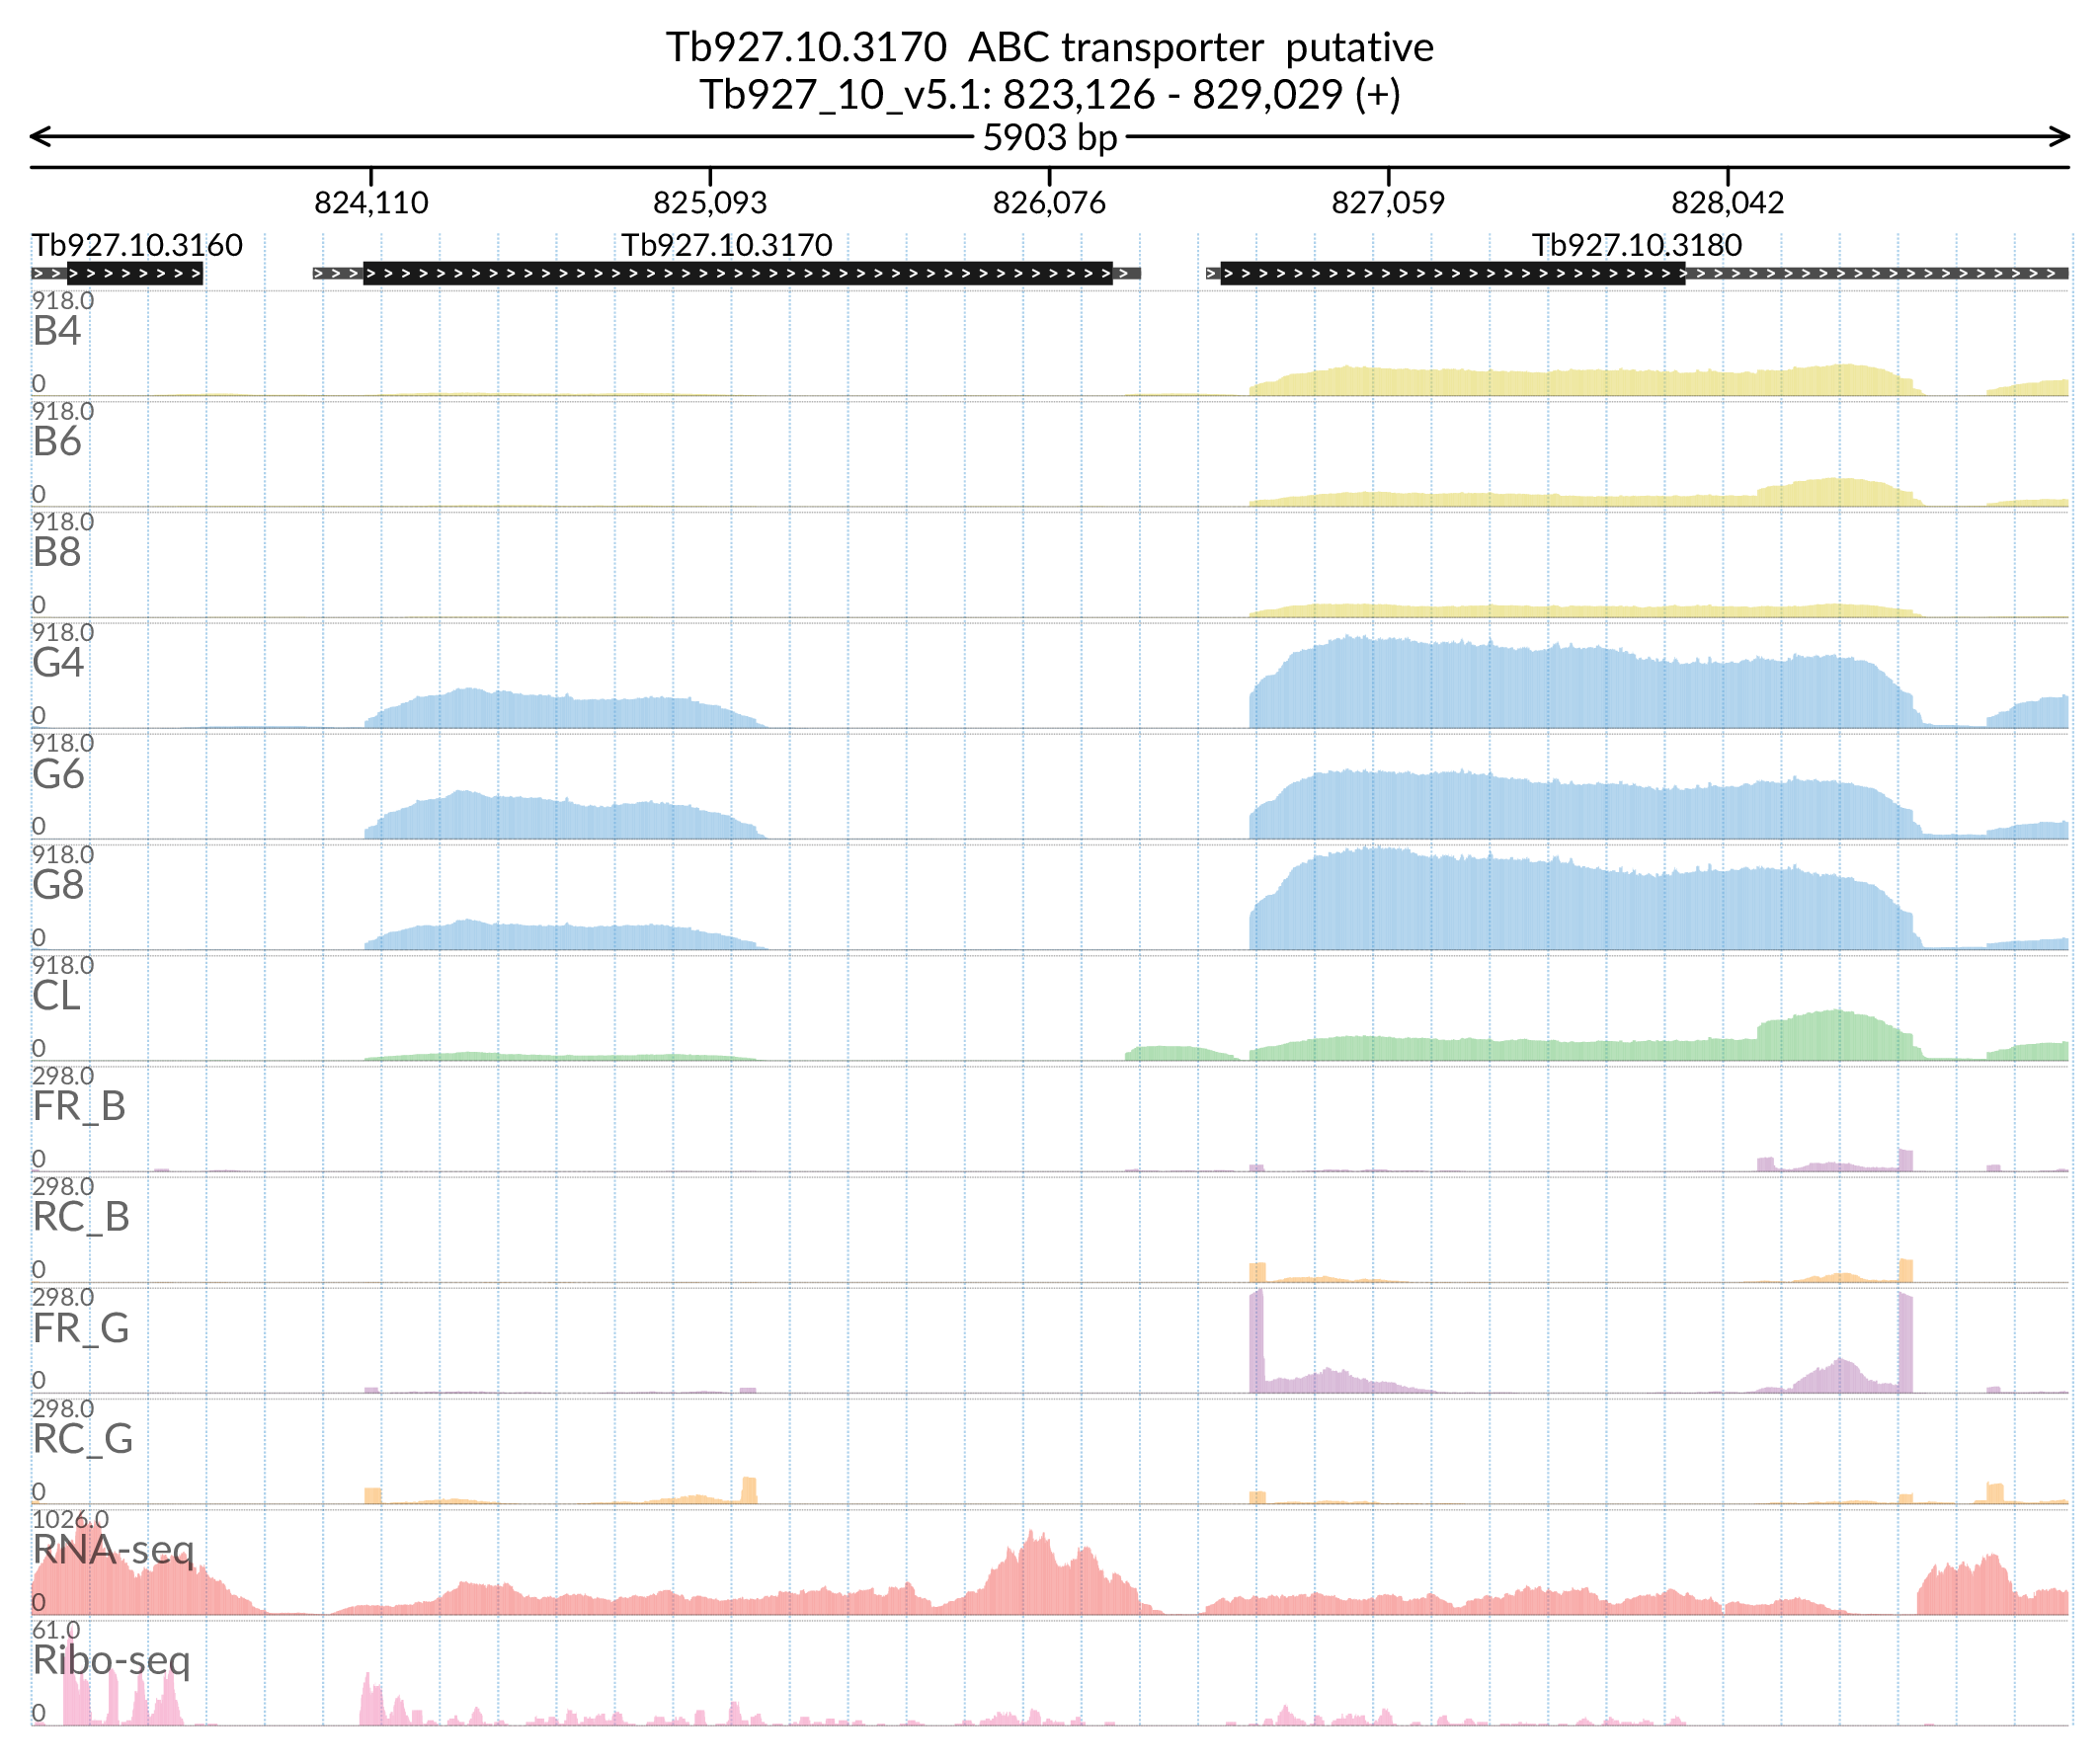 Tb927.10.3170 ABC transporter putative
Tb927_10_v5.1: 823,126 - 829,029 (+)
5903 bp
824,110 825,093 826,076 827,059 828,042
Tb927.10.3160 Tb927.10.3170 Tb927.10.3180
918.0
B4
0
918.0
B6
0
918.0
B8
0
918.0
G4
0
918.0
G6
0
918.0
G8
0
918.0
CL
0
298.0
FR_B
0
298.0
RC_B
0
298.0
FR_G
0
298.0
RC_G
0
1026.0
RNA-seq
0
61.0
Ribo-seq
0